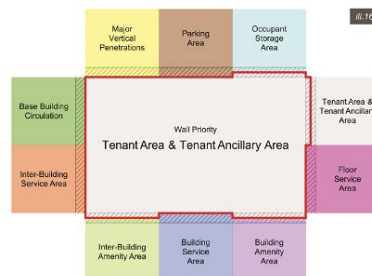 ill.16
Major
Vertical
Penetrations
Parking
Area
Occupant
Storage
Area
Base Building
Circulation
Wall Priority
Tenant Area & Tenant Ancillary Area
Tenant Area &
Tenant Ancillary
Area
Inter-Building
Service Area
Floor
Service
Area
Inter-Building
Amenity Area
Building
Service
Area
Building
Amenity
Area